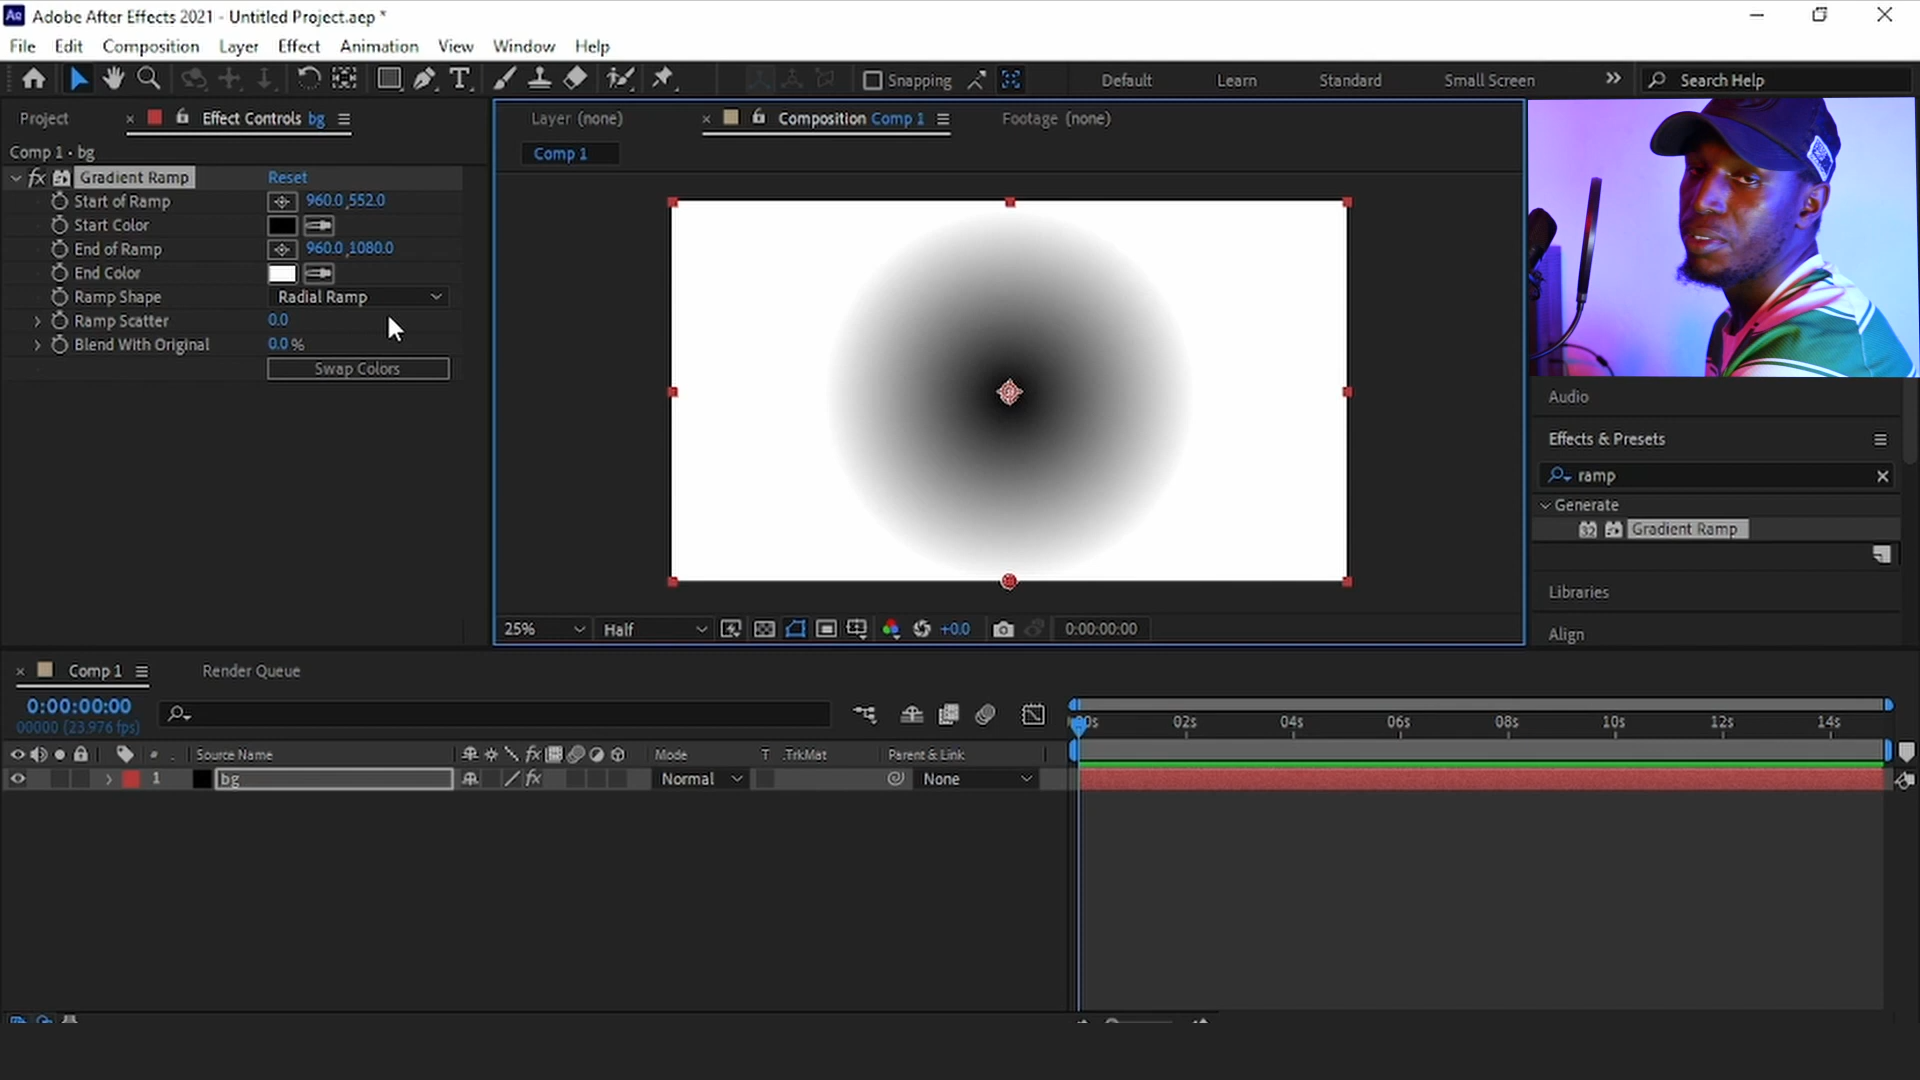 Ae Adobe After Effects 2021 - Untitled Project.aep *
File Edit Composition Layer Effect Animation View Window Help
T Snapping Default Learn Standard Small Screen Search Help
Project × Effect Controls bg
Comp 1 • bg
fx Gradient Ramp Reset
Start of Ramp 960.0,552.0
Start Color
End of Ramp 960.0,1080.0
End Color
Ramp Shape Radial Ramp
Ramp Scatter 0.0
Blend With Original 0.0 %
Swap Colors
Layer (none) × Composition Comp 1 Footage (none)
Comp 1
25% Half +0.0 0:00:00:00
Audio
Effects & Presets
ramp ×
Generate
32 Gradient Ramp
Libraries
Align
× Comp 1 Render Queue
0:00:00:00
00000 (23.976 fps)
02s 04s 06s 08s 10s 12s 14s
# . Source Name fx Mode T .TrkMat Parent & Link
1 bg fx Normal None